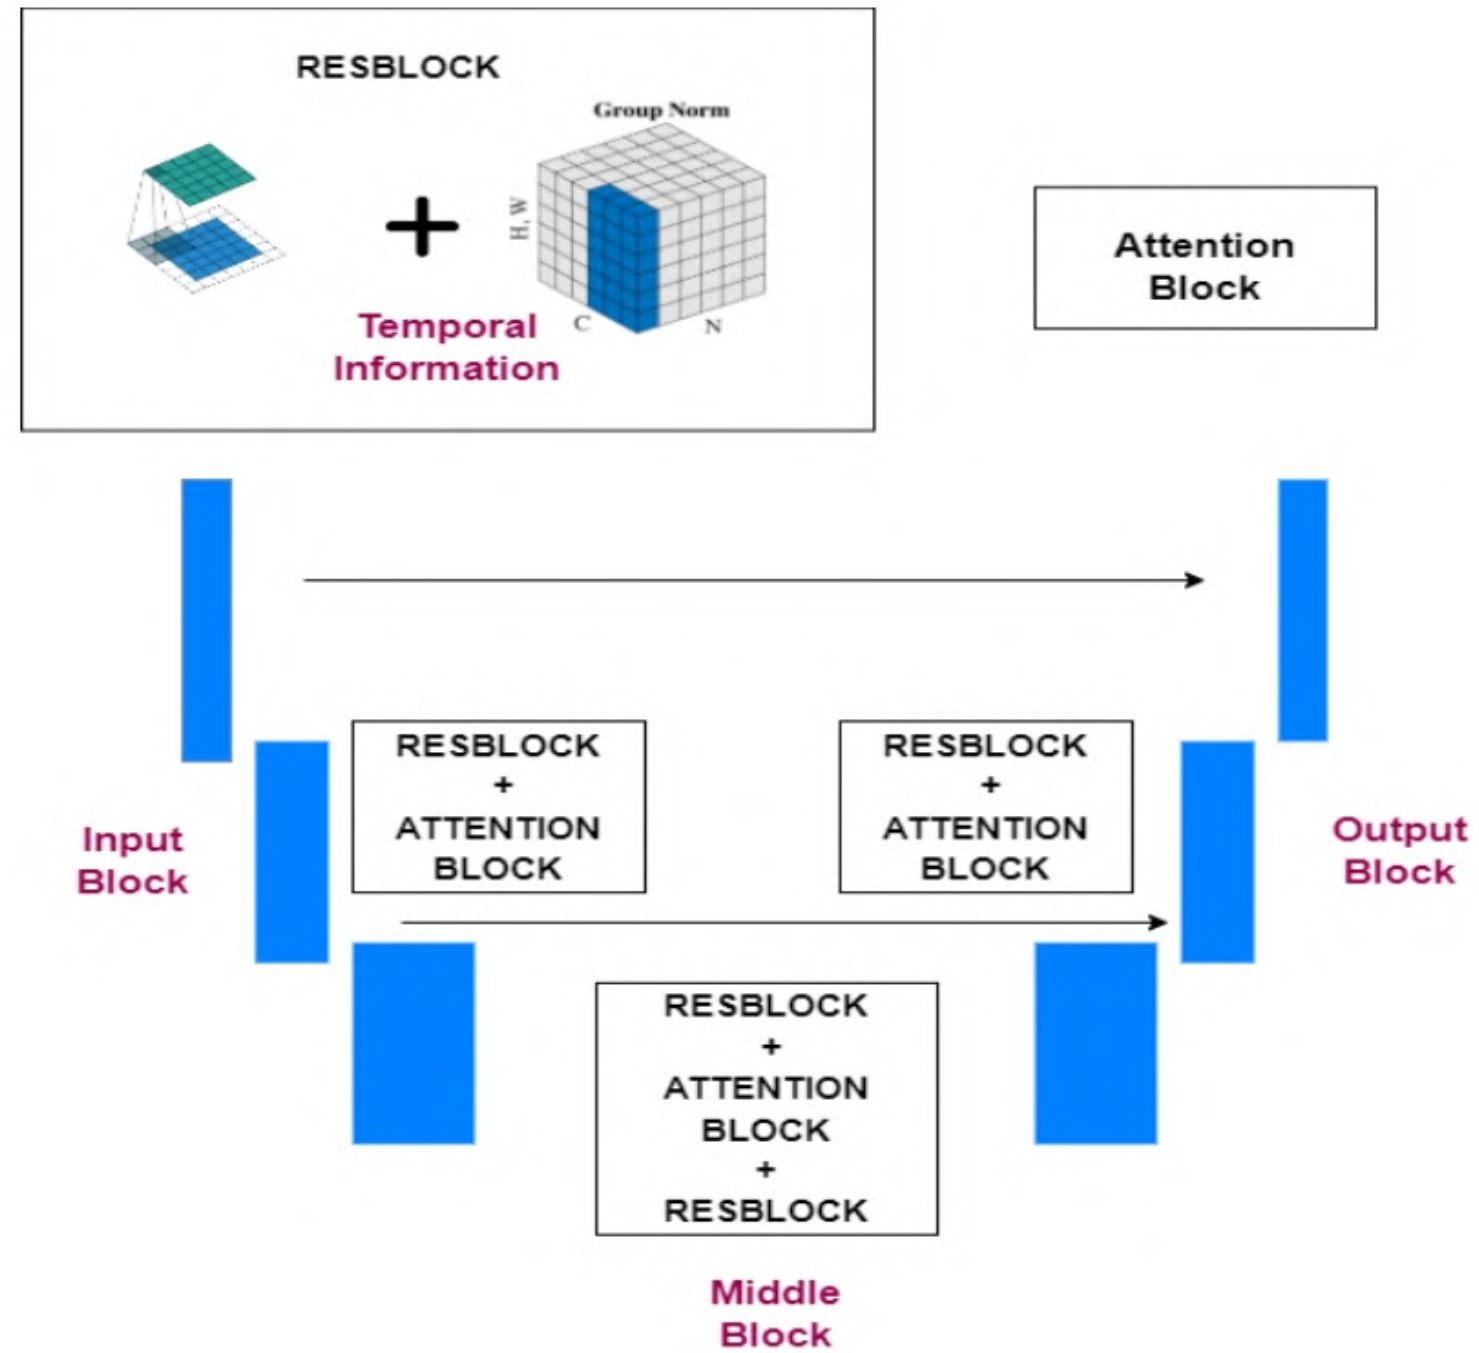 RESBLOCK
Group Norm
H, W
+
C
N
Temporal
Information
Attention
Block
RESBLOCK
+
ATTENTION
BLOCK
RESBLOCK
+
ATTENTION
BLOCK
Input
Block
Output
Block
RESBLOCK
+
ATTENTION
BLOCK
+
RESBLOCK
Middle
Block